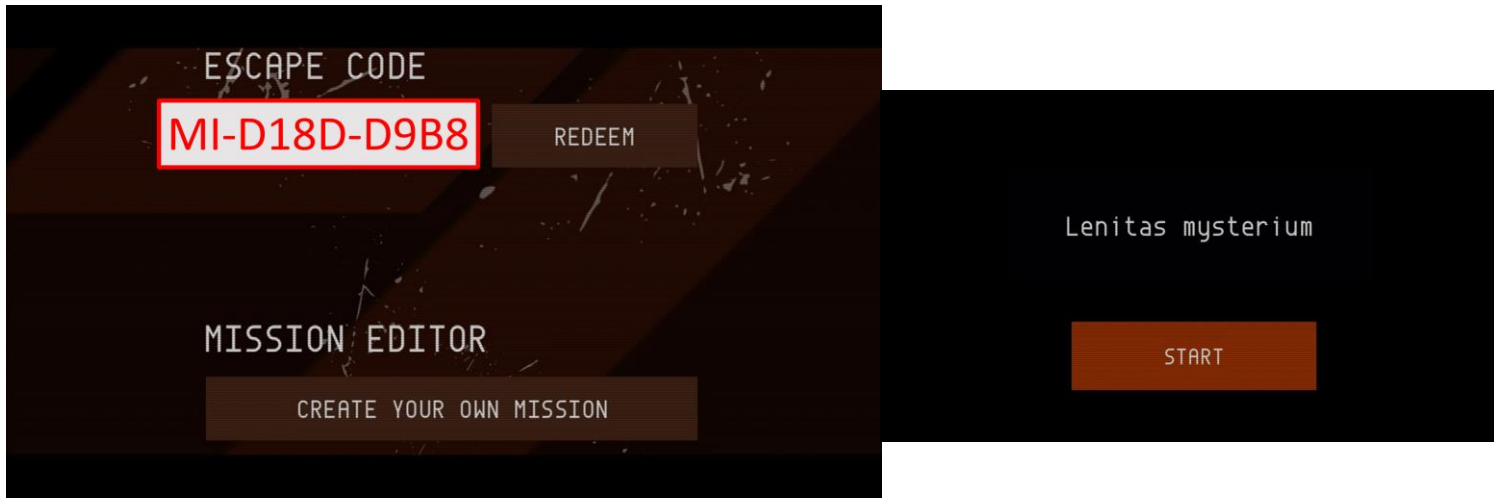 ESCAPE CODE
MI-D18D-D9B8
REDEEM
MISSION EDITOR
CREATE YOUR OWN MISSION
Lenitas mysterium
START